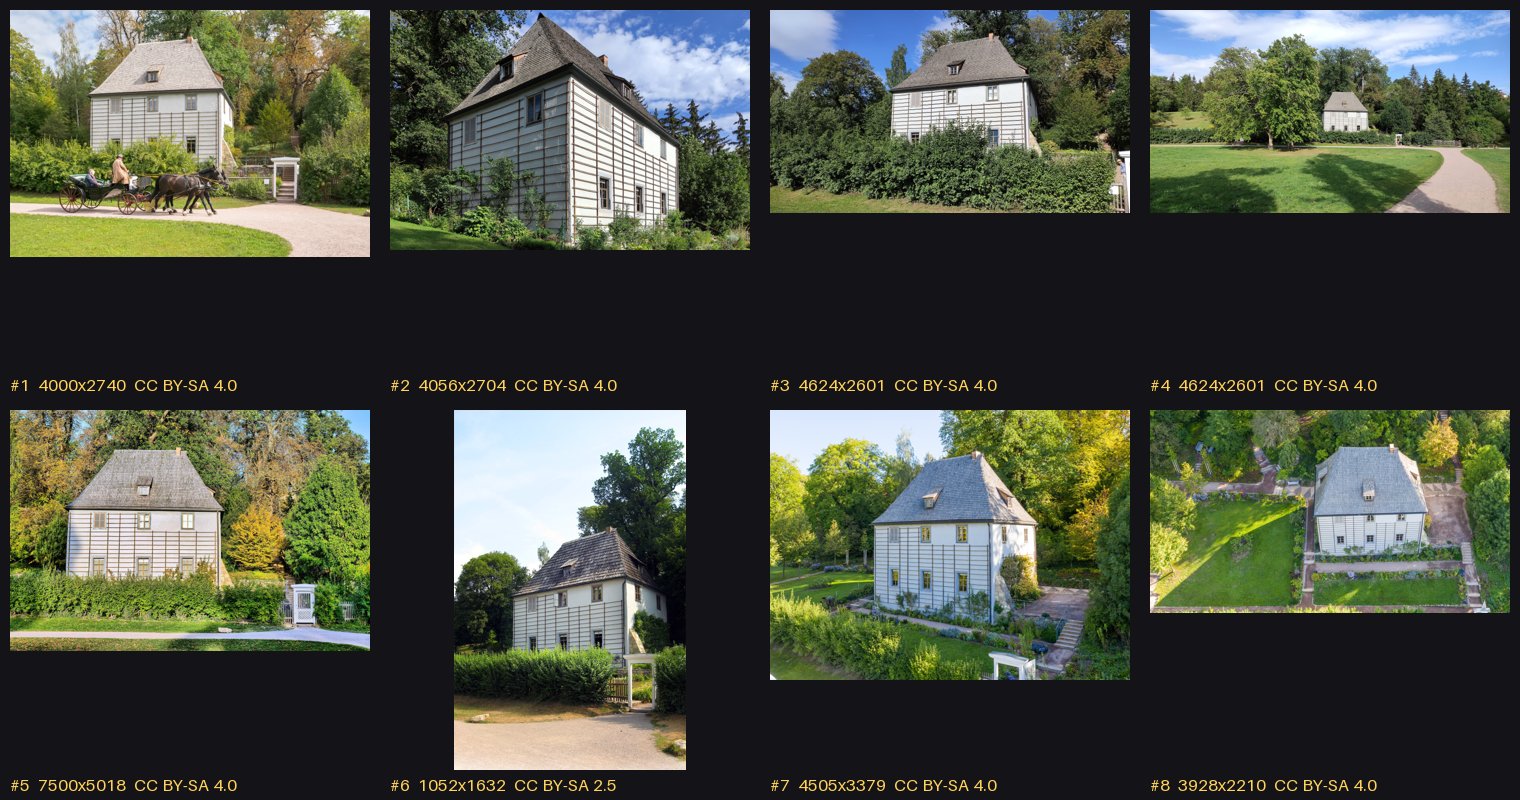 #1 4000x2740 CC BY-SA 4.0
#2 4056x2704 CC BY-SA 4.0
#3 4624x2601 CC BY-SA 4.0
#4 4624x2601 CC BY-SA 4.0
#5 7500x5018 CC BY-SA 4.0
#6 1052x1632 CC BY-SA 2.5
#7 4505x3379 CC BY-SA 4.0
#8 3928x2210 CC BY-SA 4.0